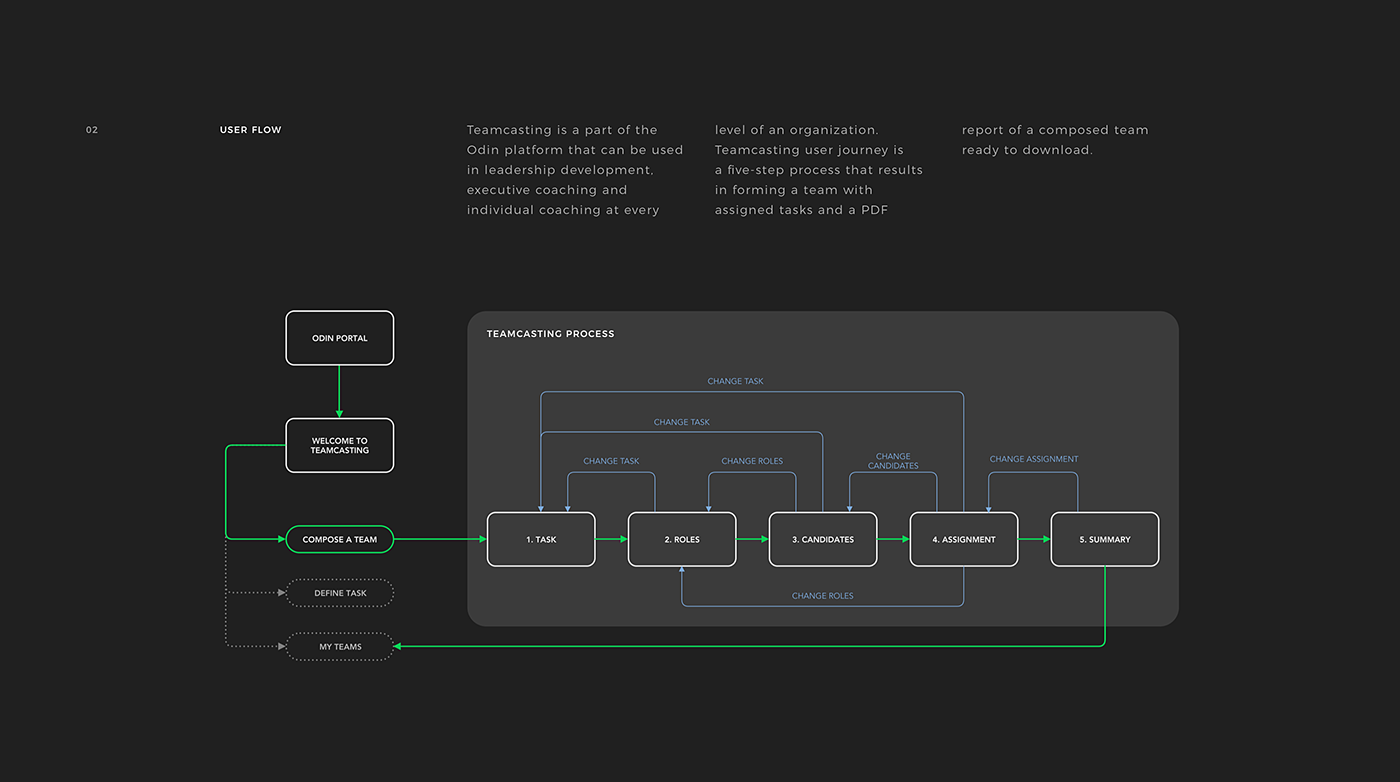 02
USER FLOW
Teamcasting is a part of the
Odin platform that can be used
in leadership development,
executive coaching and
individual coaching at every
level of an organization.
Teamcasting user journey is
a five-step process that results
in forming a team with
assigned tasks and a PDF
report of a composed team
ready to download.
ODIN PORTAL
WELCOME TO
TEAMCASTING
COMPOSE A TEAM
DEFINE TASK
MY TEAMS
TEAMCASTING PROCESS
CHANGE TASK
CHANGE TASK
CHANGE TASK
CHANGE ROLES
CHANGE
CANDIDATES
CHANGE ASSIGNMENT
1. TASK
2. ROLES
3. CANDIDATES
4. ASSIGNMENT
5. SUMMARY
CHANGE ROLES